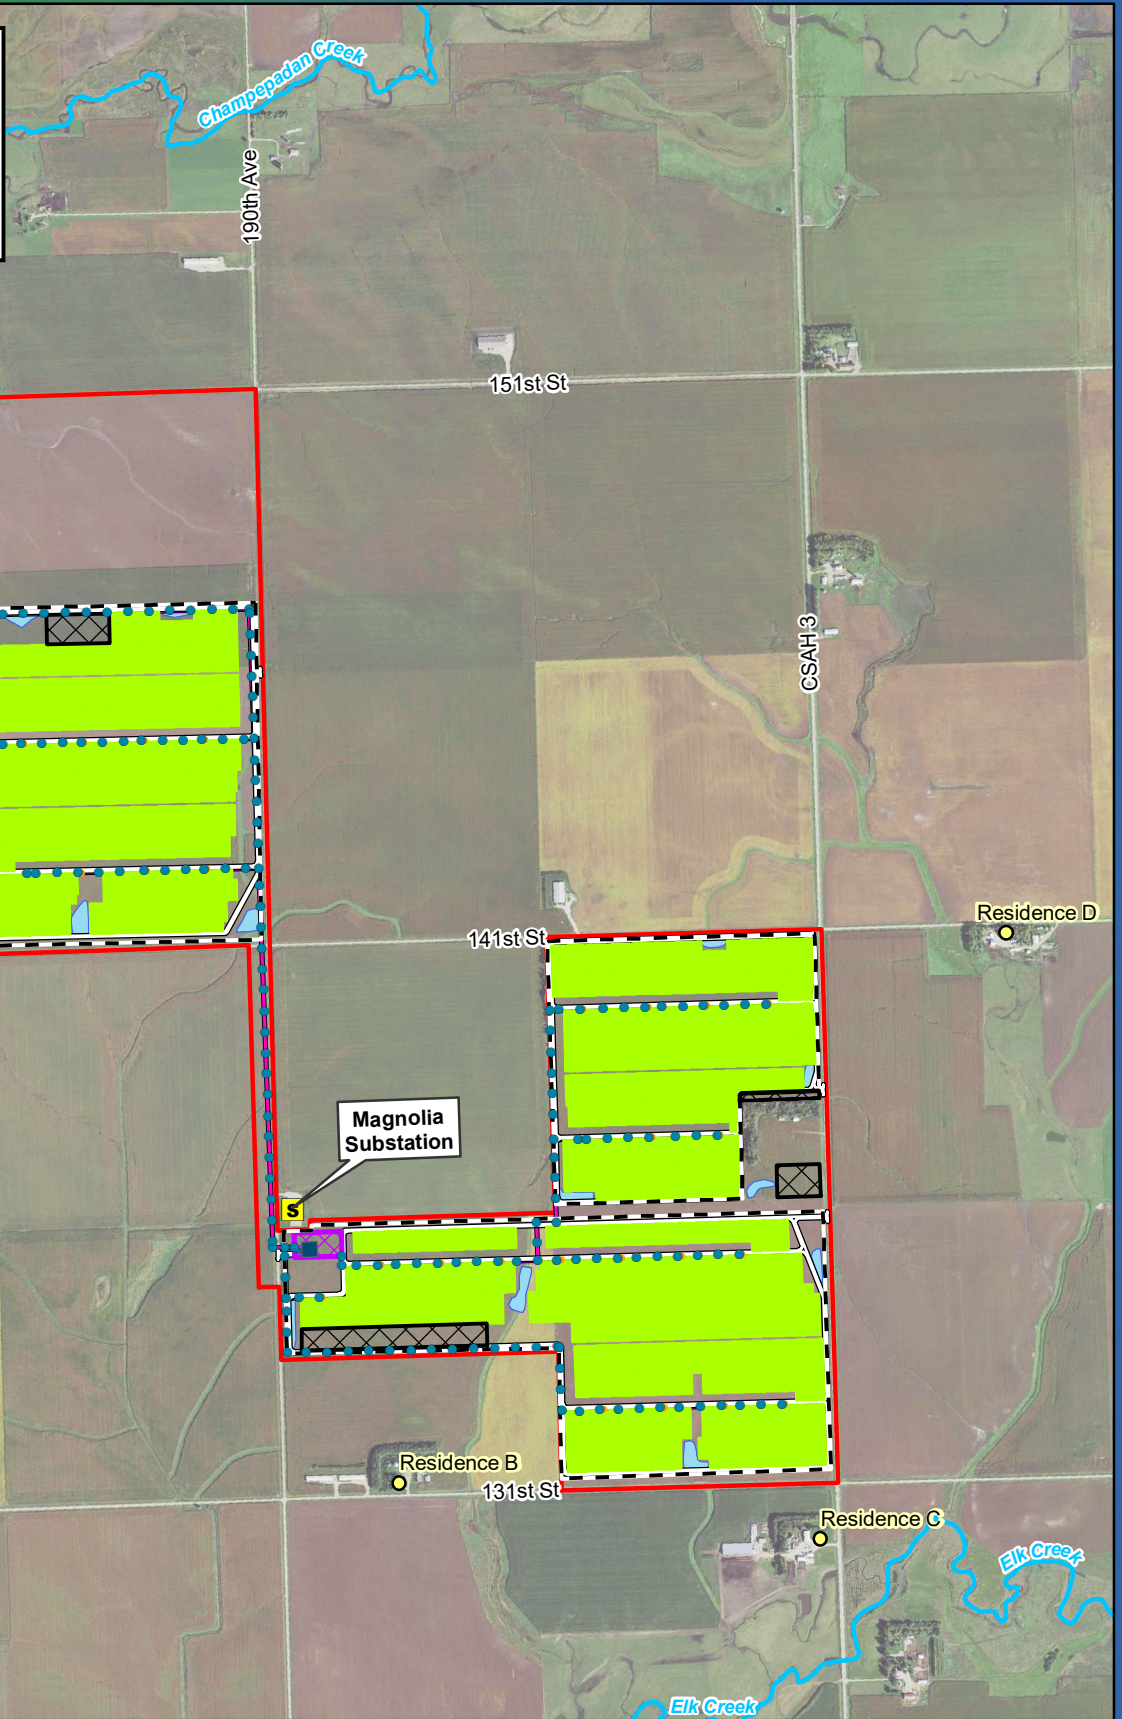 Champepadan Creek
190th Ave
151st St
CSAH 3
Residence D
141st St
Magnolia
Substation
S
Residence B
131st St
Residence C
Elk Creek
Elk Creek